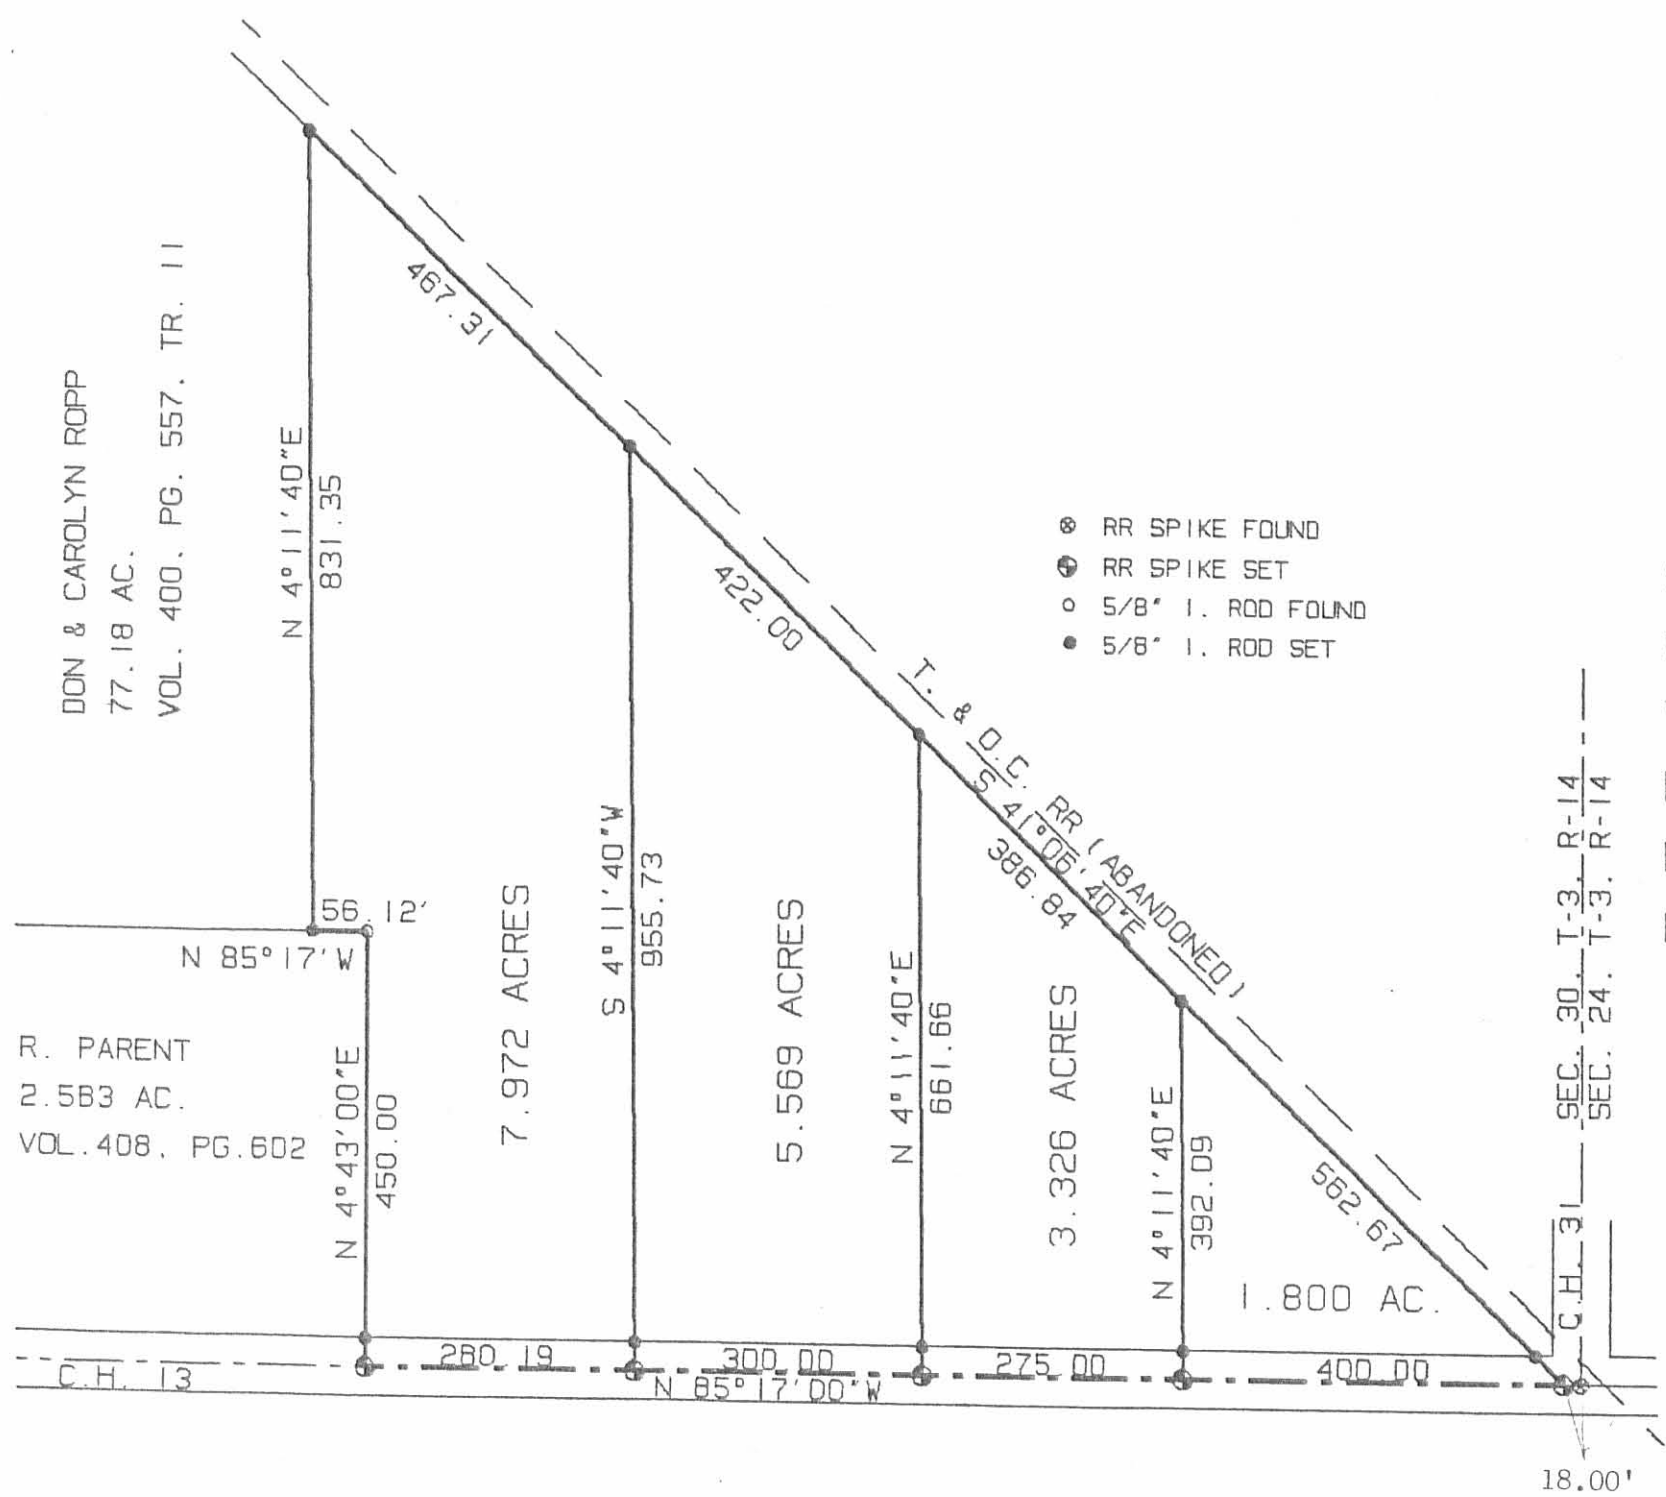 DON & CAROLYN ROPP
77.18 AC.
VOL. 400. PG. 557. TR. 11
N 4°11'40"E
831.35
467.31
422.00
⊗ RR SPIKE FOUND
RR SPIKE SET
○ 5/8" I. ROD FOUND
● 5/8" I. ROD SET
T. & O.C. RR (ABANDONED)
S 41°06'40"E
386.84
562.67
56.12'
N 85°17'W
R. PARENT
2.583 AC.
VOL.408. PG.602
N 4°43'00"E
450.00
7.972 ACRES
S 4°11'40"W
955.73
5.569 ACRES
N 4°11'40"E
661.66
3.326 ACRES
N 4°11'40"E
392.09
1.800 AC.
C.H. 31
SEC. 30. T-3. R-14
SEC. 24. T-3. R-14
C.H. 13
280.19
300.00
275.00
400.00
N 85°17'00"W
18.00'